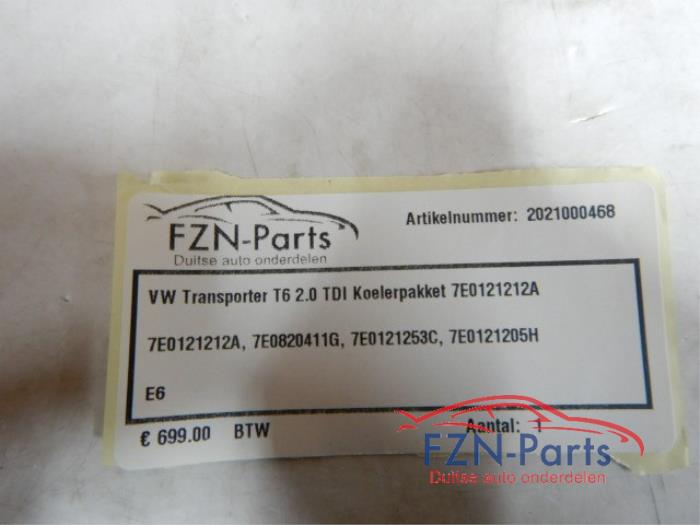 FZN-Parts
Duitse auto onderdelen
Artikelnummer: 2021000468
VW Transporter T6 2.0 TDI Koelerpakket 7E0121212A
7E0121212A, 7E0820411G, 7E0121253C, 7E0121205H
E6
€ 699.00 BTW
Aantal: 1
FZN-Parts
Duitse auto onderdelen